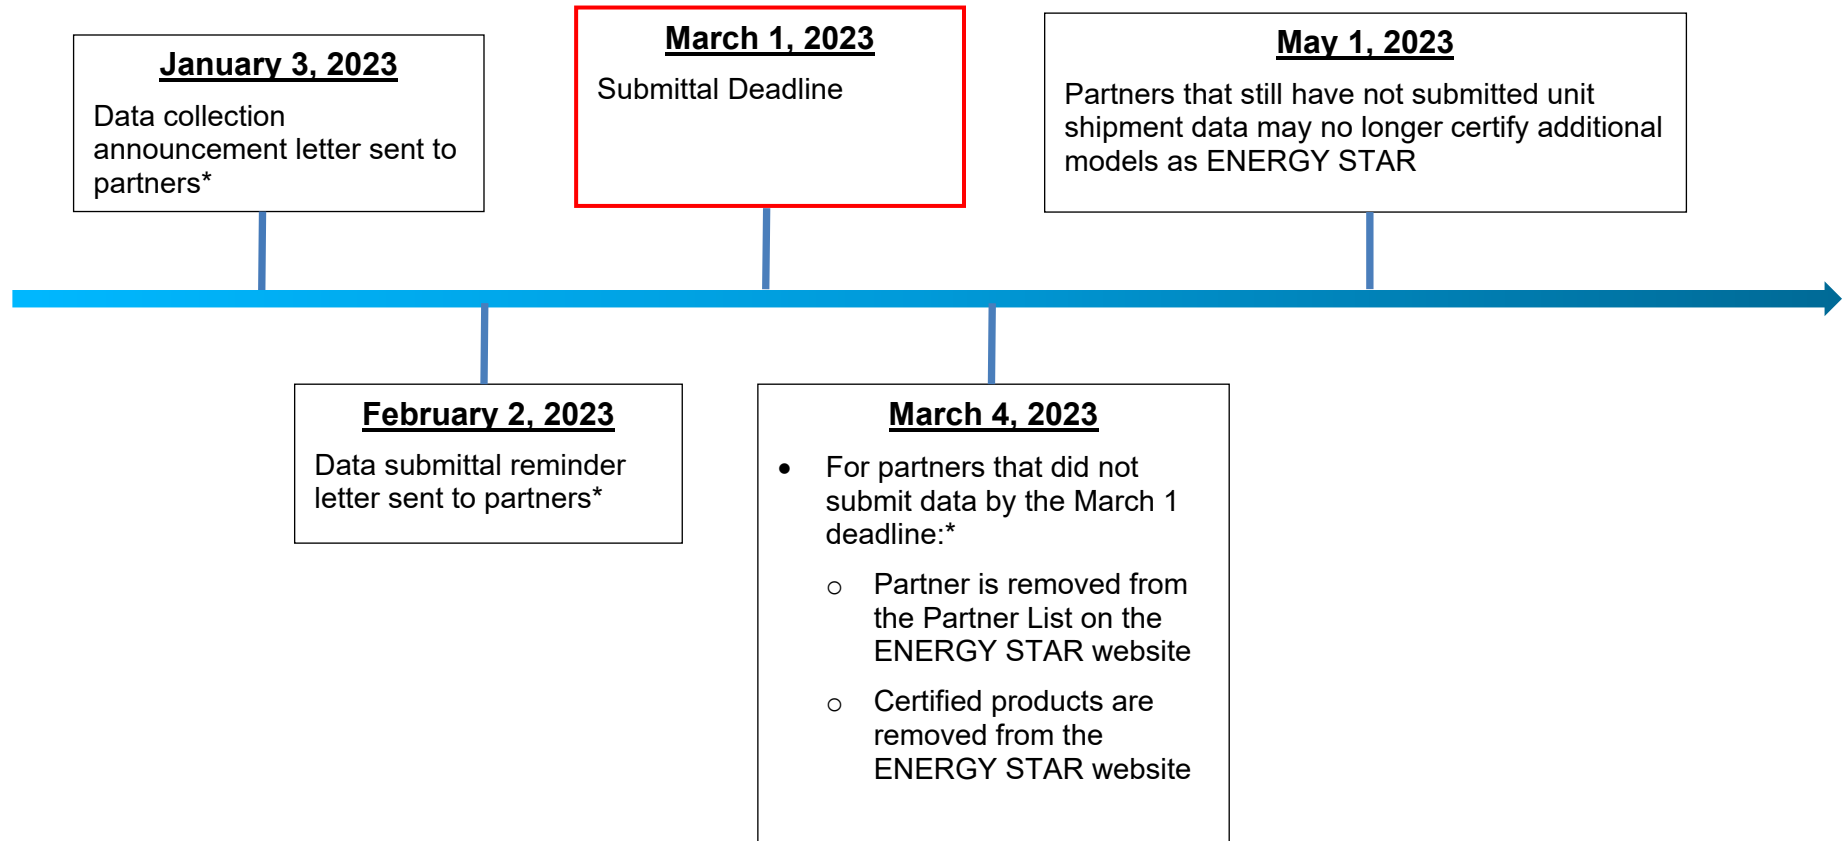 January 3, 2023
Data collection
announcement letter sent to
partners*
March 1, 2023
Submittal Deadline
May 1, 2023
Partners that still have not submitted unit
shipment data may no longer certify additional
models as ENERGY STAR
February 2, 2023
Data submittal reminder
letter sent to partners*
March 4, 2023
• For partners that did not
submit data by the March 1
deadline:*
o Partner is removed from
the Partner List on the
ENERGY STAR website
o Certified products are
removed from the
ENERGY STAR website